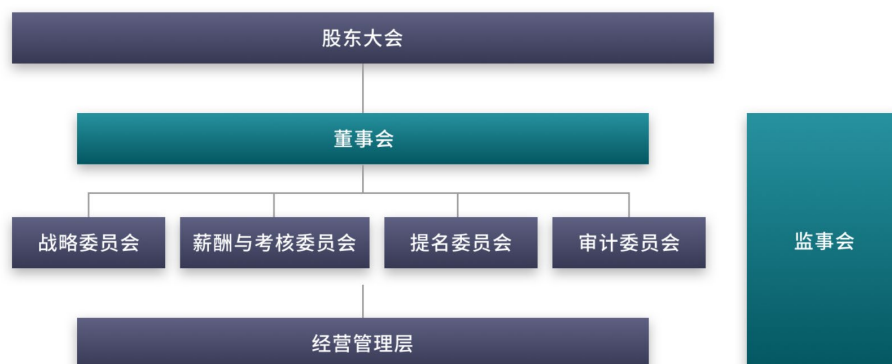 股东大会
董事会
战略委员会
薪酬与考核委员会
提名委员会
审计委员会
监事会
经营管理层